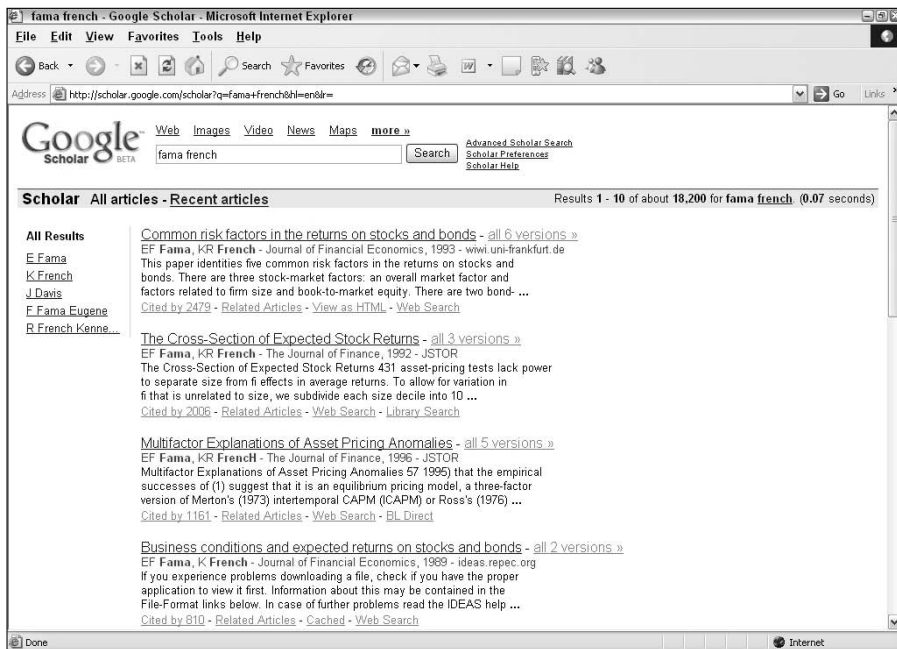 fama french - Google Scholar - Microsoft Internet Explorer
File Edit View Favorites Tools Help
Back Search Favorites
Address http://scholar.google.com/scholar?q=fama+french&hl=en&lr= Go Links
Google Scholar BETA
Web Images Video News Maps more »
fama french Search
Advanced Scholar Search
Scholar Preferences
Scholar Help
Scholar All articles - Recent articles Results 1 - 10 of about 18,200 for fama french. (0.07 seconds)
All Results
E Fama
K French
J Davis
F Fama Eugene
R French Kenne...
Common risk factors in the returns on stocks and bonds - all 6 versions »
EF Fama, KR French - Journal of Financial Economics, 1993 - wiwi.uni-frankfurt.de
This paper identities five common risk factors in the returns on stocks and
bonds. There are three stock-market factors: an overall market factor and
factors related to firm size and book-to-market equity. There are two bond- ...
Cited by 2479 - Related Articles - View as HTML - Web Search
The Cross-Section of Expected Stock Returns - all 3 versions »
EF Fama, KR French - The Journal of Finance, 1992 - JSTOR
The Cross-Section of Expected Stock Returns 431 asset-pricing tests lack power
to separate size from fi effects in average returns. To allow for variation in
fi that is unrelated to size, we subdivide each size decile into 10 ...
Cited by 2006 - Related Articles - Web Search - Library Search
Multifactor Explanations of Asset Pricing Anomalies - all 5 versions »
EF Fama, KR FrencH - The Journal of Finance, 1996 - JSTOR
Multifactor Explanations of Asset Pricing Anomalies 57 1995) that the empirical
successes of (1) suggest that it is an equilibrium pricing model, a three-factor
version of Merton's (1973) intertemporal CAPM (ICAPM) or Ross's (1976) ...
Cited by 1161 - Related Articles - Web Search - BL Direct
Business conditions and expected returns on stocks and bonds - all 2 versions »
EF Fama, K French - Journal of Financial Economics, 1989 - ideas.repec.org
If you experience problems downloading a file, check if you have the proper
application to view it first. Information about this may be contained in the
File-Format links below. In case of further problems read the IDEAS help ...
Cited by 810 - Related Articles - Cached - Web Search
Done Internet